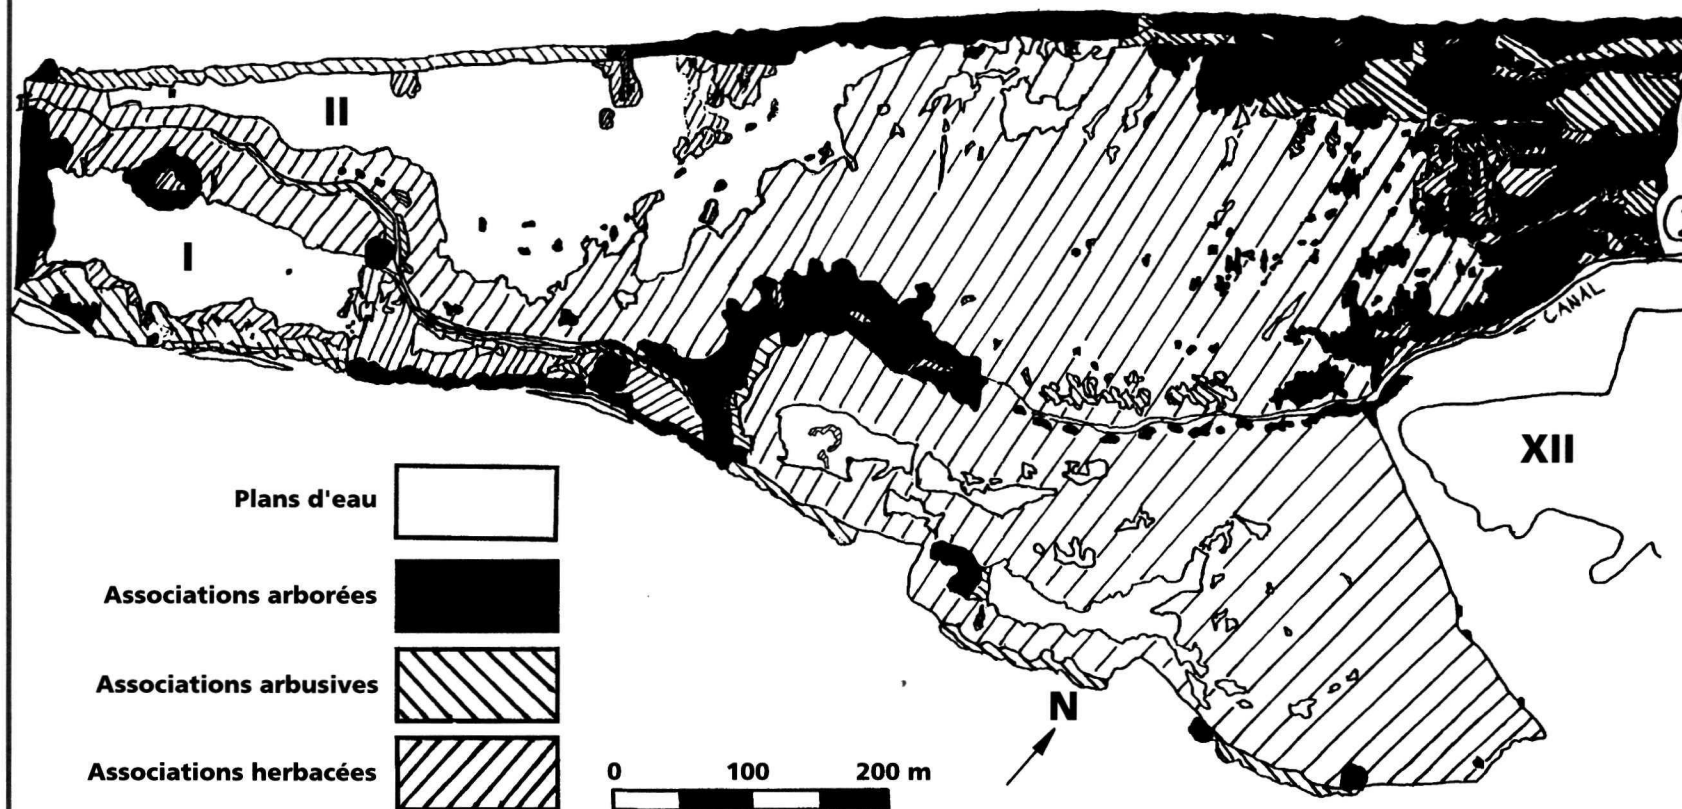 II
I
CANAL
XII
Plans d'eau
Associations arborées
Associations arbusives
N
Associations herbacées
0 100 200 m